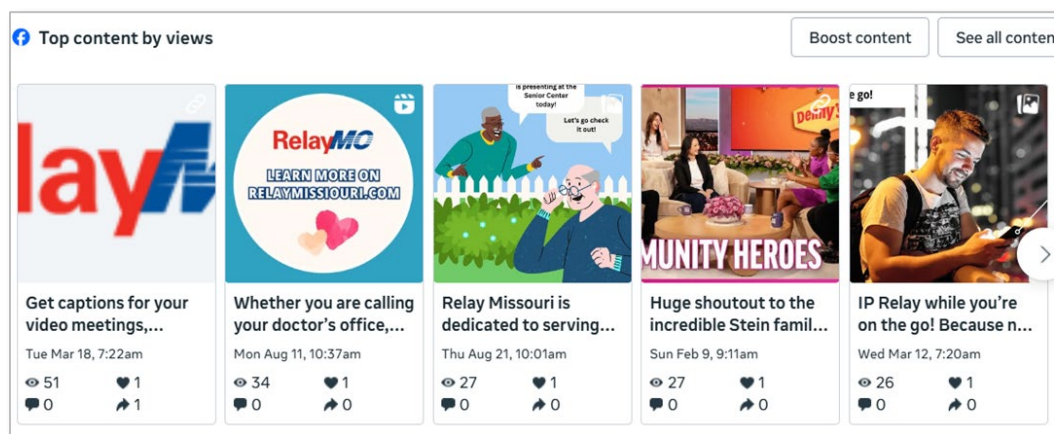 Top content by views
Boost content
See all conten
lay
RelayMO
LEARN MORE ON
RELAYMISSOURI.COM
is presenting at the
Senior Center
today!
Let's go check
it out!
Denny's
MUNITY HEROES
e go!
Get captions for your
video meetings,...
Tue Mar 18, 7:22am
51
1
0
1
Whether you are calling
your doctor's office,...
Mon Aug 11, 10:37am
34
1
0
0
Relay Missouri is
dedicated to serving...
Thu Aug 21, 10:01am
27
1
0
0
Huge shoutout to the
incredible Stein famil...
Sun Feb 9, 9:11am
27
1
0
0
IP Relay while you're
on the go! Because n...
Wed Mar 12, 7:20am
26
1
0
0